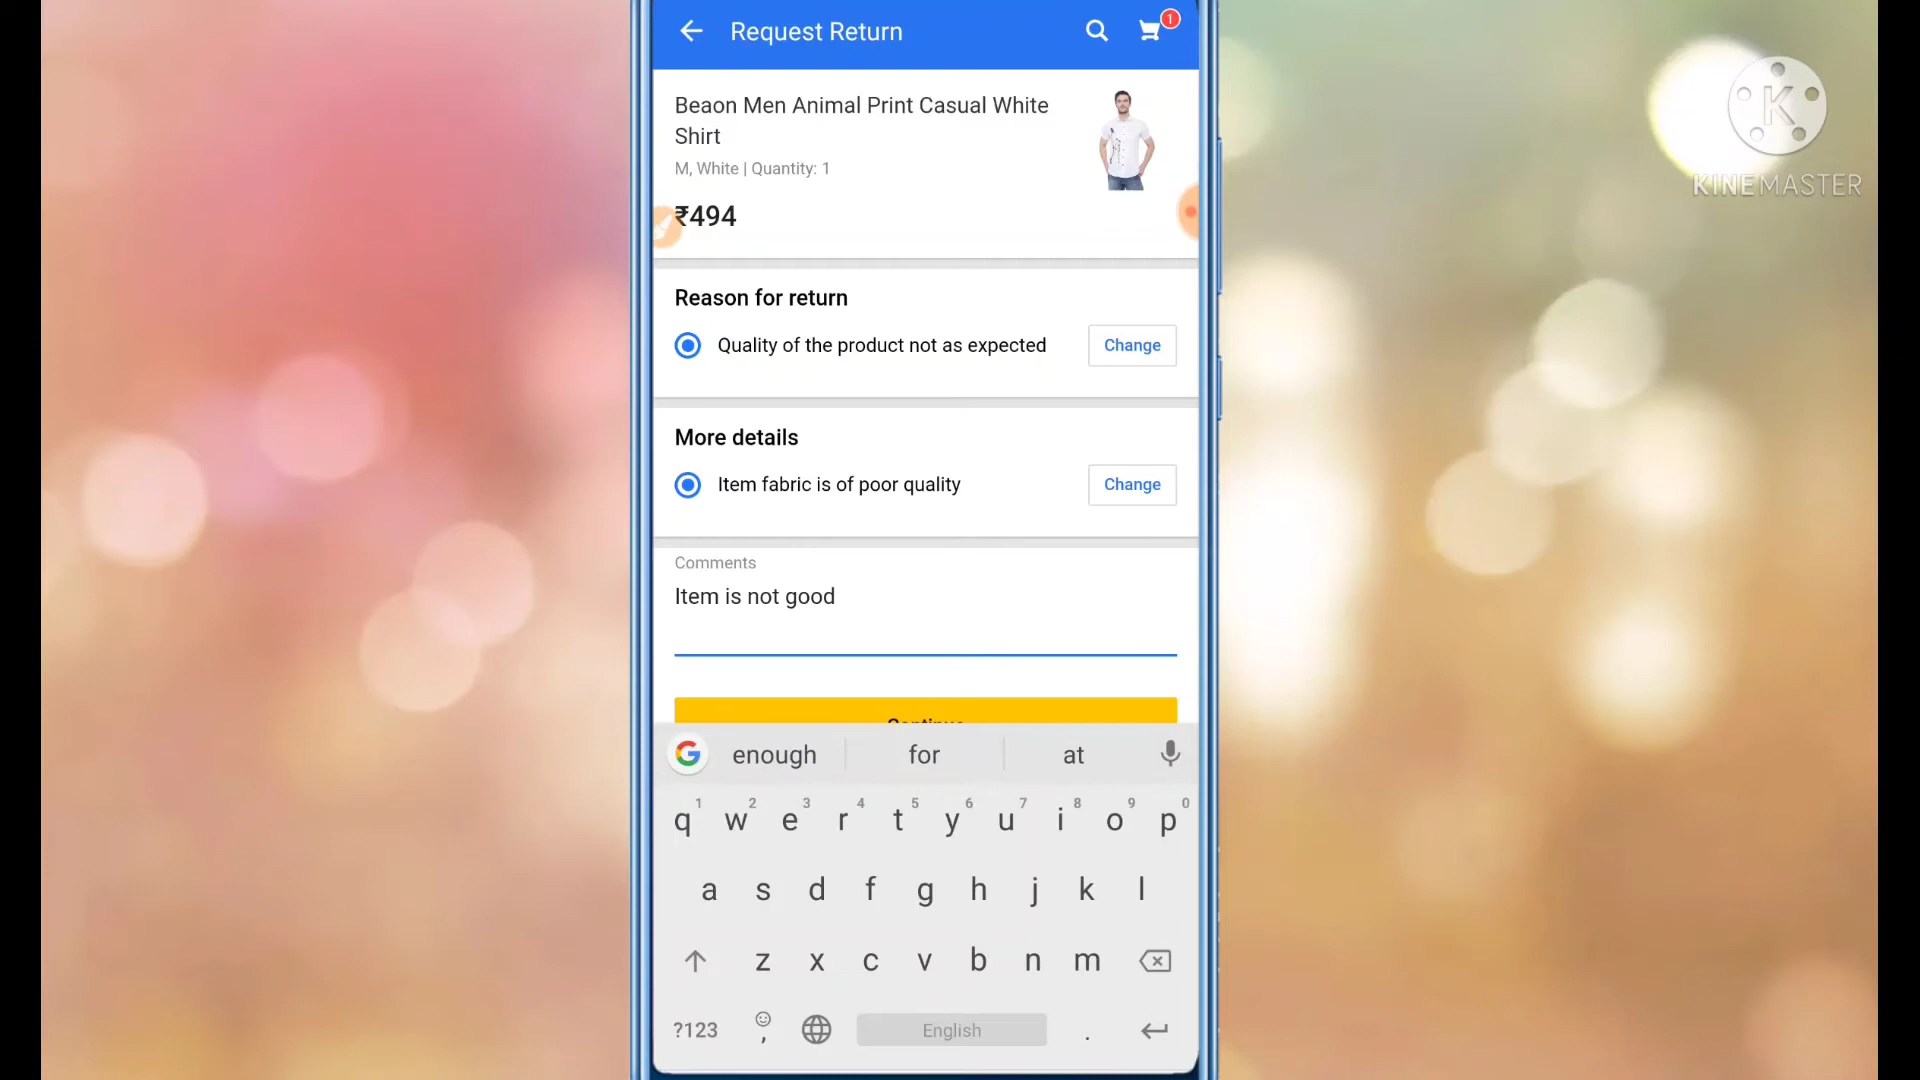 Request Return
1
Beaon Men Animal Print Casual White
Shirt
M, White | Quantity: 1
₹494
Reason for return
Quality of the product not as expected
Change
More details
Item fabric is of poor quality
Change
Comments
Item is not good
Continue
enough for at
1 2 3 4 5 6 7 8 9 0
q w e r t y u i o p
a s d f g h j k l
z x c v b n m
?123 , English .
K
KINEMASTER